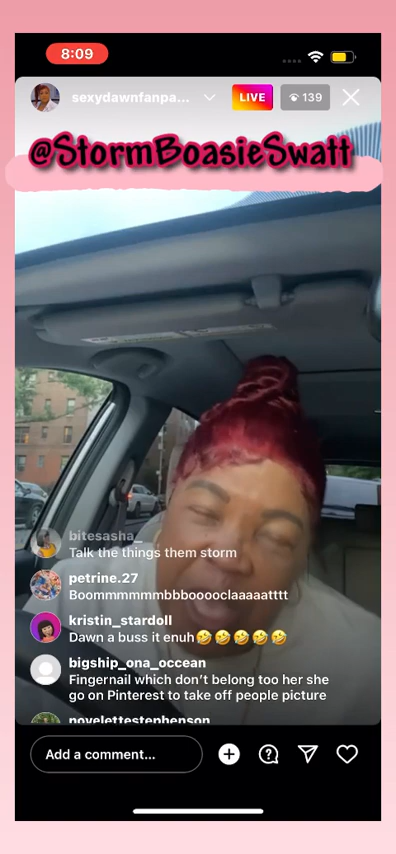 8:09
sexydawnfanpa...
LIVE
139
@StormBoasieSwatt
bitesasha_
Talk the things them storm
petrine.27
Boommmmmmbbbooooclaaaaatttt
kristin_stardoll
Dawn a buss it enuh🤣🤣🤣🤣🤣
bigship_ona_occean
Fingernail which don't belong too her she
go on Pinterest to take off people picture
novelettestephenson
Add a comment...